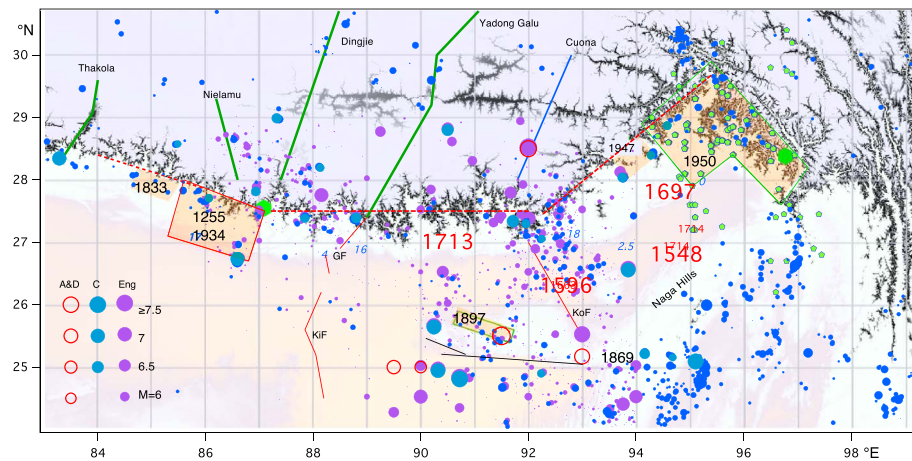 °N
30
29
28
27
26
25
Thakola
Nielamu
Dingjie
Yadong Galu
Cuona
1947
1950
1833
1697
1255
1934
1713
1714
1548
1596
4
GF
16
18
2.5
Naga Hills
A&D C Eng
≥7.5
7
6.5
M=6
KiF
KoF
1897
1869
84 86 88 90 92 94 96 98 °E